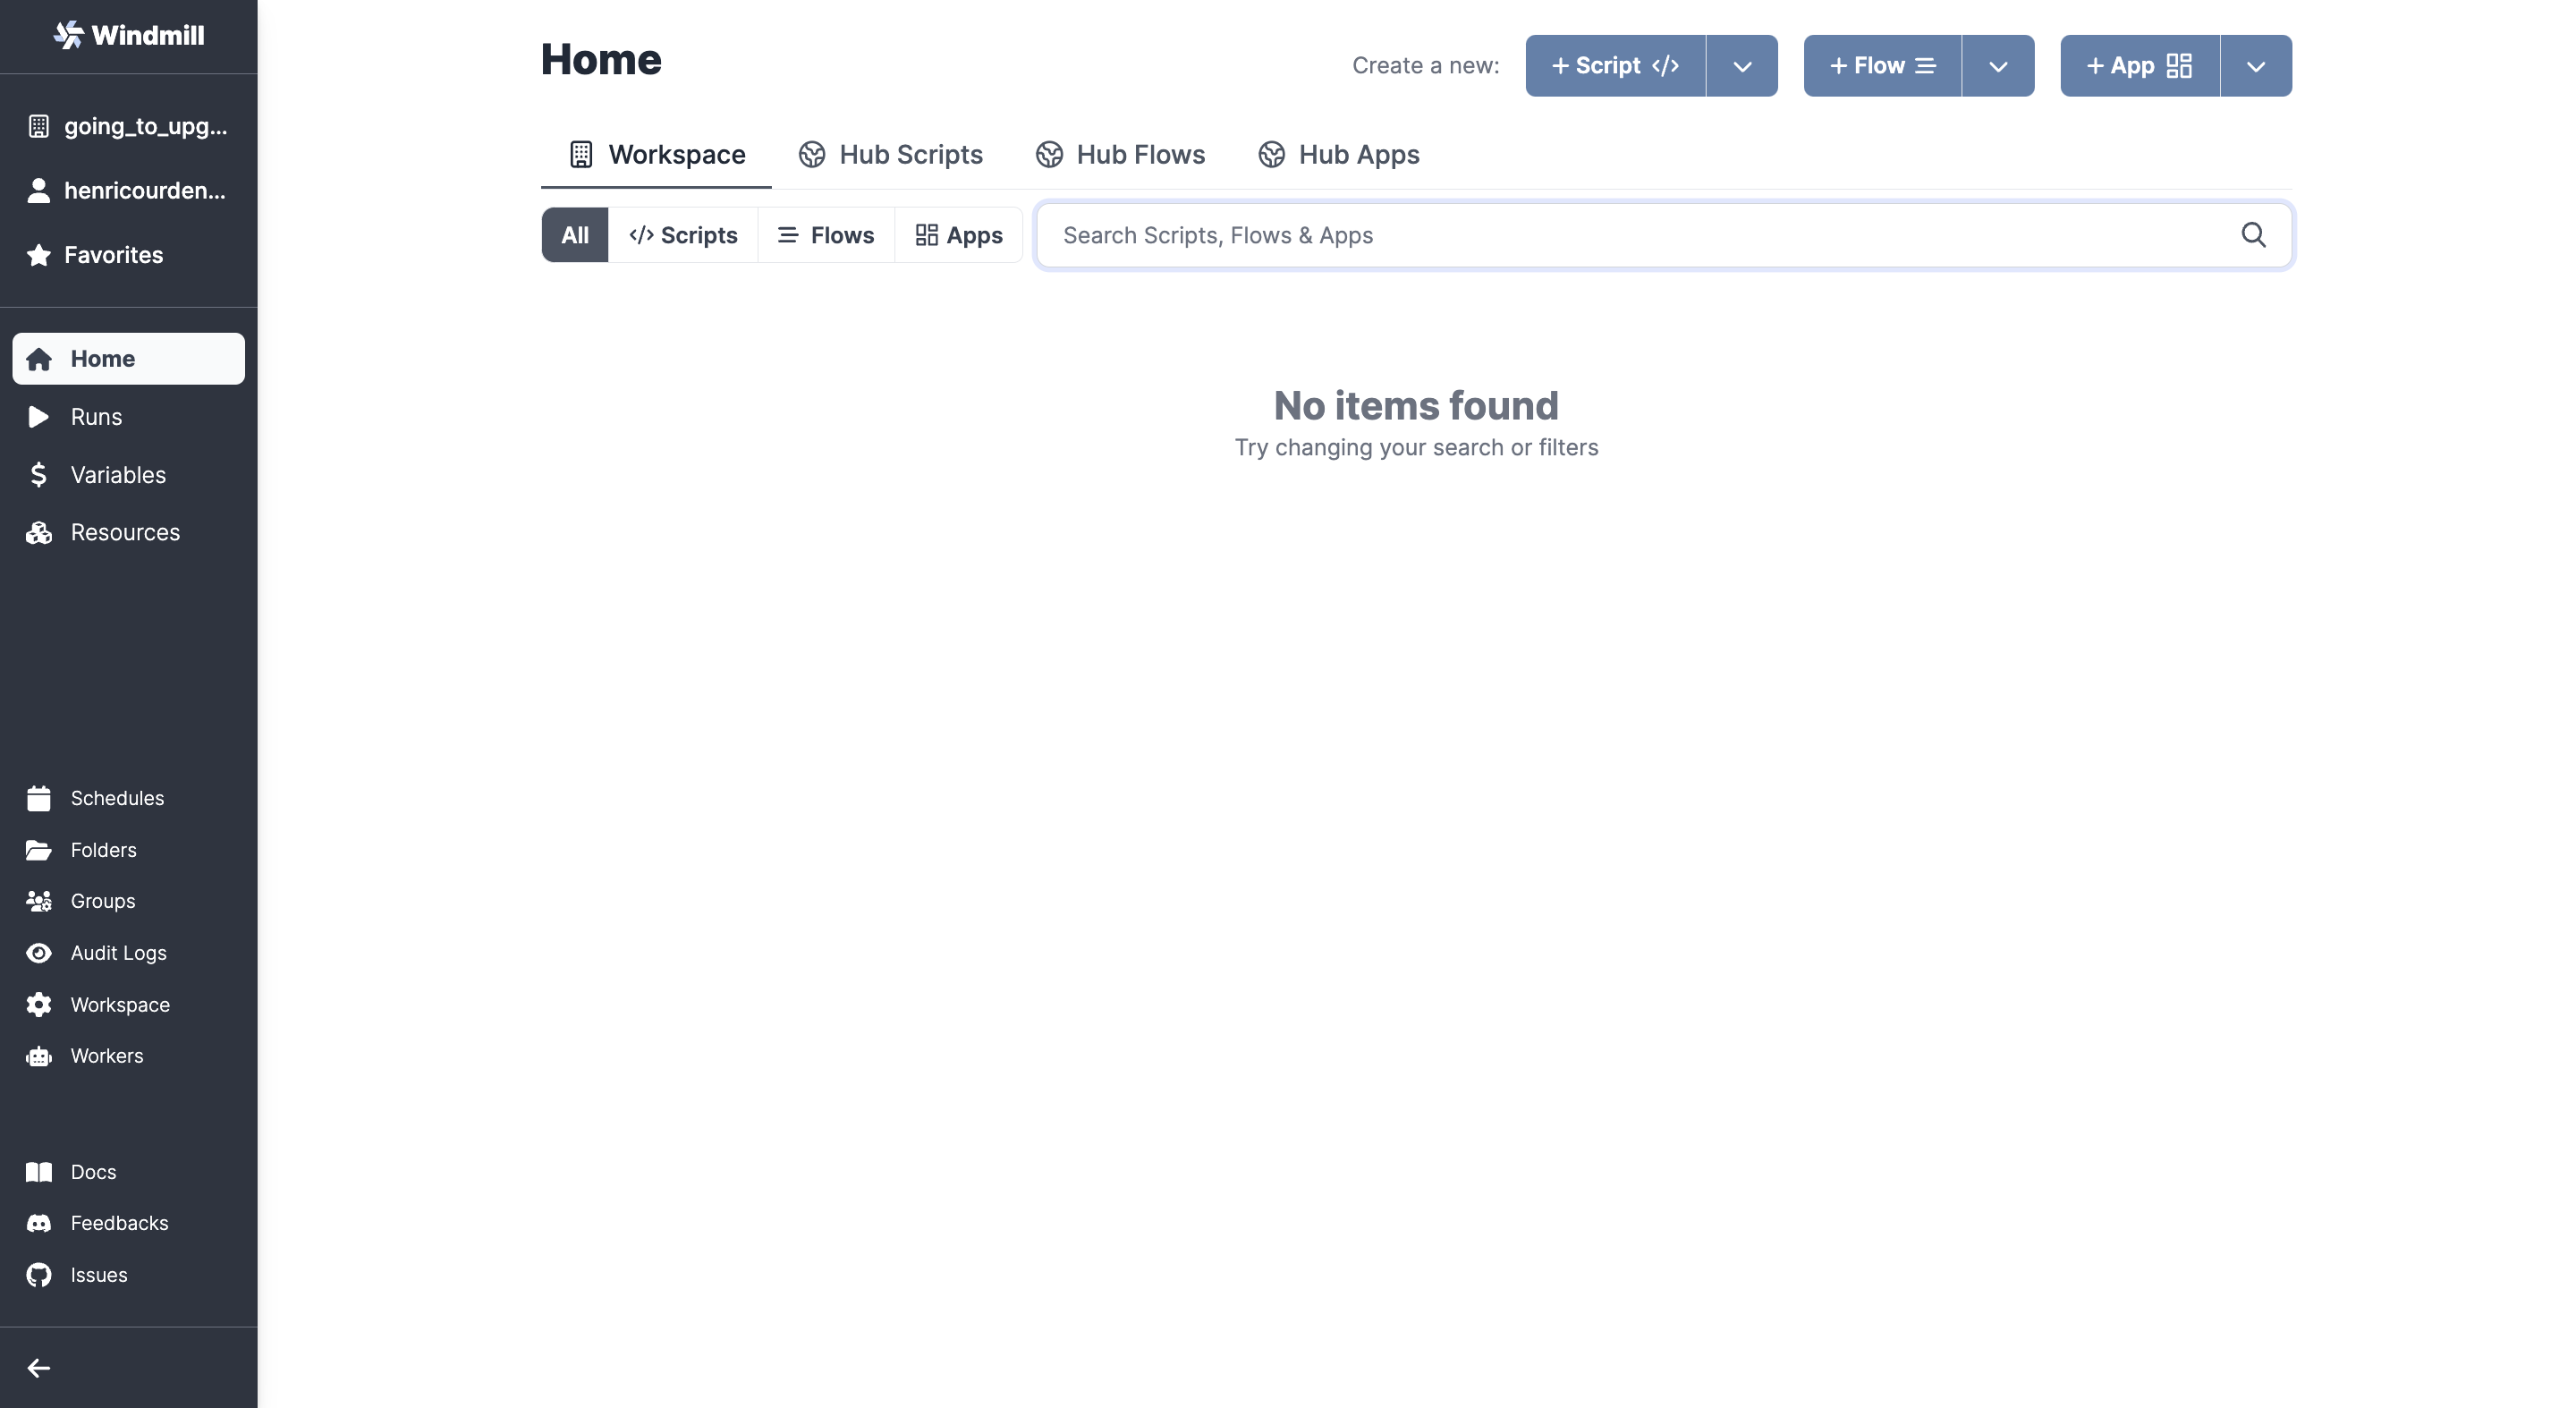 Windmill
going_to_upg...
henricourden...
Favorites
Home
Runs
Variables
Resources
Schedules
Folders
Groups
Audit Logs
Workspace
Workers
Docs
Feedbacks
Issues
Home
Create a new:
+ Script </>
+ Flow
+ App
Workspace
Hub Scripts
Hub Flows
Hub Apps
All
</> Scripts
Flows
Apps
Search Scripts, Flows & Apps
No items found
Try changing your search or filters